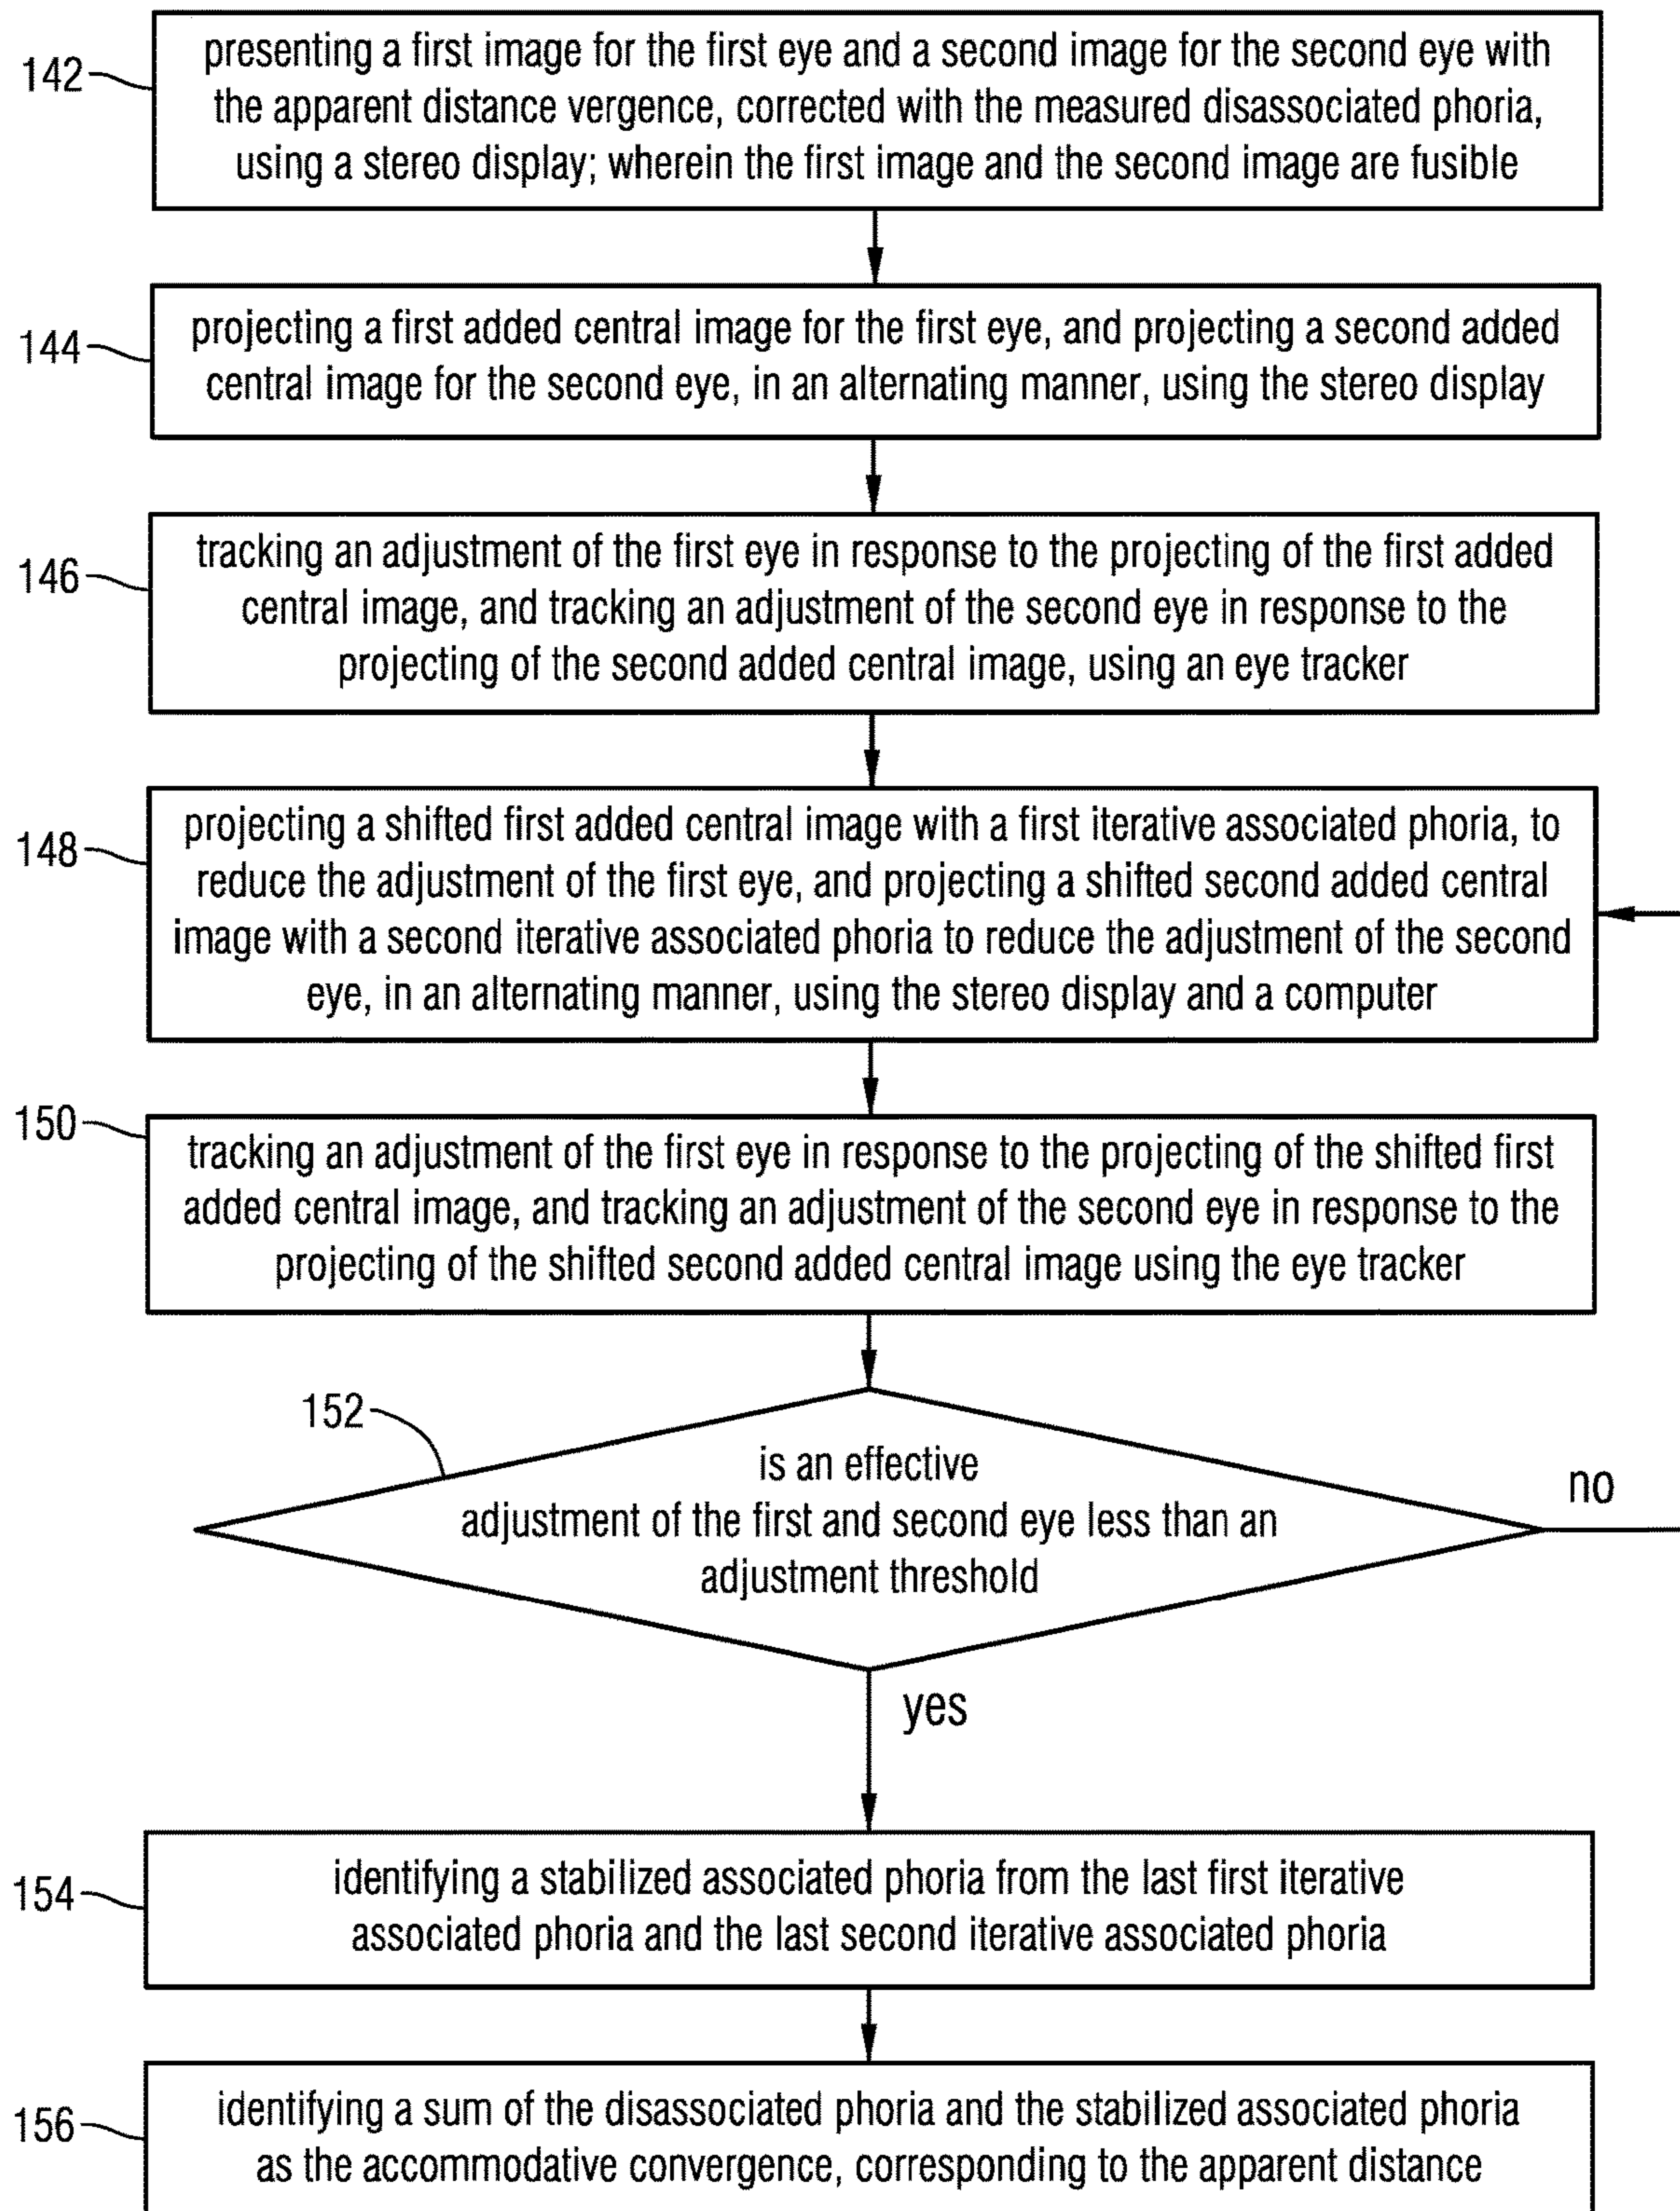 142
presenting a first image for the first eye and a second image for the second eye with
the apparent distance vergence, corrected with the measured disassociated phoria,
using a stereo display; wherein the first image and the second image are fusible
144
projecting a first added central image for the first eye, and projecting a second added
central image for the second eye, in an alternating manner, using the stereo display
146
tracking an adjustment of the first eye in response to the projecting of the first added
central image, and tracking an adjustment of the second eye in response to the
projecting of the second added central image, using an eye tracker
148
projecting a shifted first added central image with a first iterative associated phoria, to
reduce the adjustment of the first eye, and projecting a shifted second added central
image with a second iterative associated phoria to reduce the adjustment of the second
eye, in an alternating manner, using the stereo display and a computer
150
tracking an adjustment of the first eye in response to the projecting of the shifted first
added central image, and tracking an adjustment of the second eye in response to the
projecting of the shifted second added central image using the eye tracker
152
is an effective
adjustment of the first and second eye less than an
adjustment threshold
no
yes
154
identifying a stabilized associated phoria from the last first iterative
associated phoria and the last second iterative associated phoria
156
identifying a sum of the disassociated phoria and the stabilized associated phoria
as the accommodative convergence, corresponding to the apparent distance